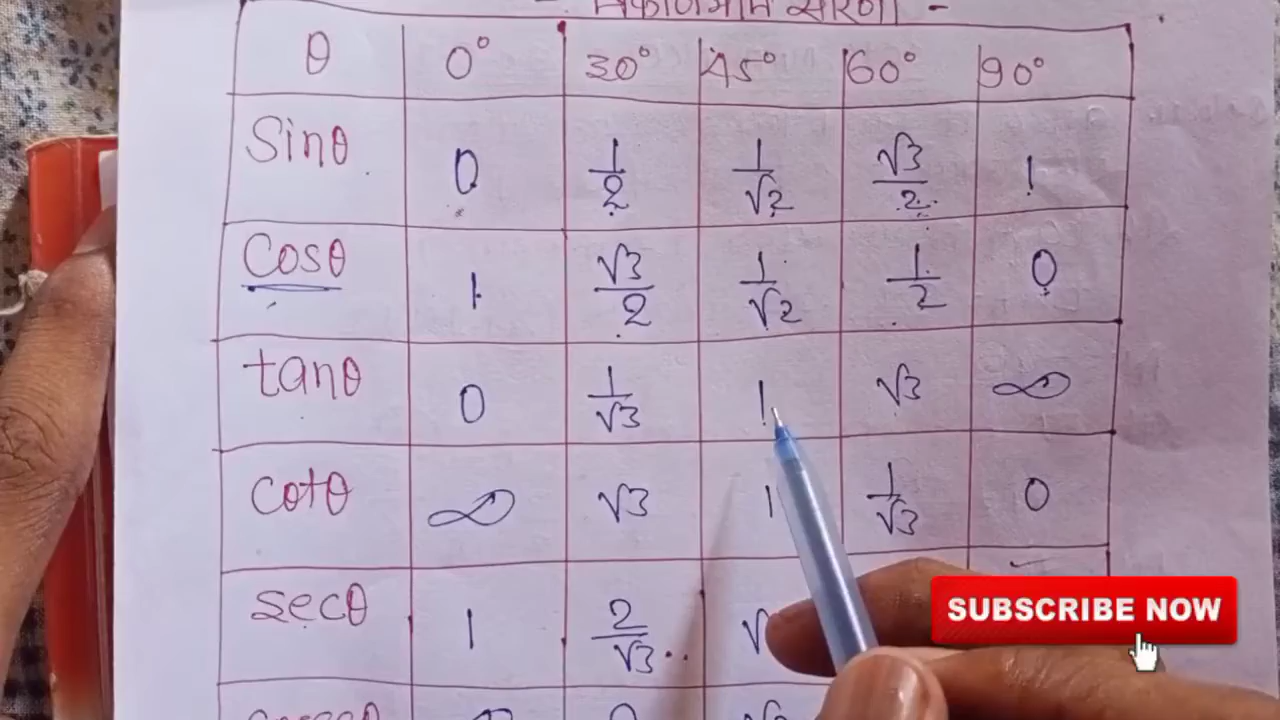 θ 0° 30° 45° 60° 90°
Sinθ 0 1/2 1/√2 √3/2 1
Cosθ 1 √3/2 1/√2 1/2 0
tanθ 0 1/√3 1 √3 ∞
Cotθ ∞ √3 1 1/√3 0
secθ 1 2/√3
SUBSCRIBE NOW